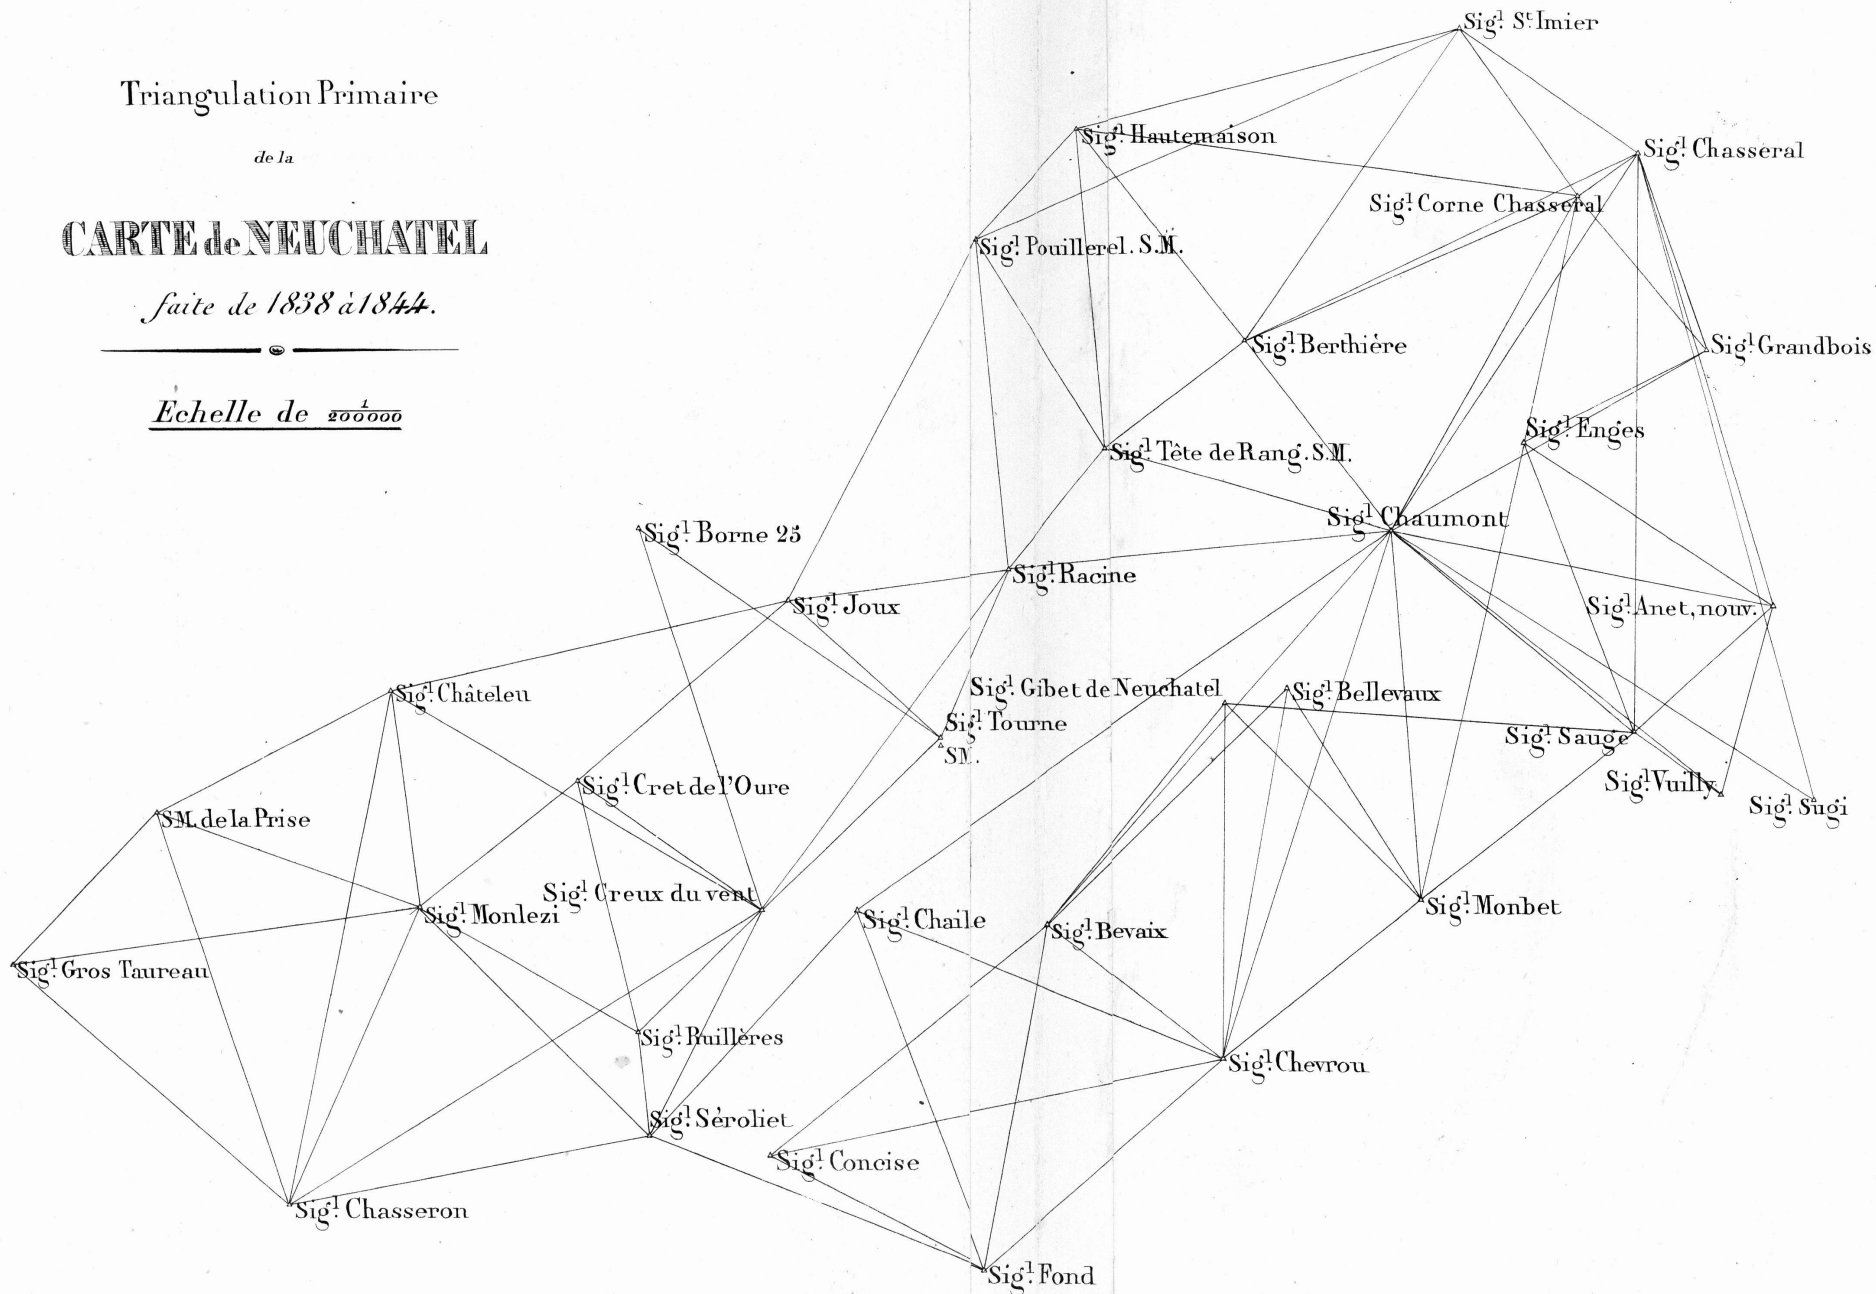 Triangulation Primaire
de la
CARTE de NEUCHATEL
faite de 1838 à 1844.
Echelle de 1/200000
Sig.l St. Imier
Sig.l Hautemaison
Sig.l Chasseral
Sig.l Corne Chasseral
Sig.l Pouillerel. S.M.
Sig.l Berthière
Sig.l Grandbois
Sig.l Enges
Sig.l Tête de Rang. S.M.
Sig.l Chaumont
Sig.l Borne 25
Sig.l Racine
Sig.l Joux
Sig.l Anet, nouv.
Sig.l Châteleu
Sig.l Gibet de Neuchatel
Sig.l Bellevaux
Sig.l Tourne
SM.
Sig.l Sauge
Sig.l Vuilly
Sig.l Sugi
Sig.l Cret de l'Oure
SM. de la Prise
Sig.l Creux du vent
Sig.l Monlezi
Sig.l Chaile
Sig.l Bevaix
Sig.l Monbet
Sig.l Gros Taureau
Sig.l Ruillères
Sig.l Chevrou
Sig.l Séroliet
Sig.l Concise
Sig.l Chasseron
Sig.l Fond